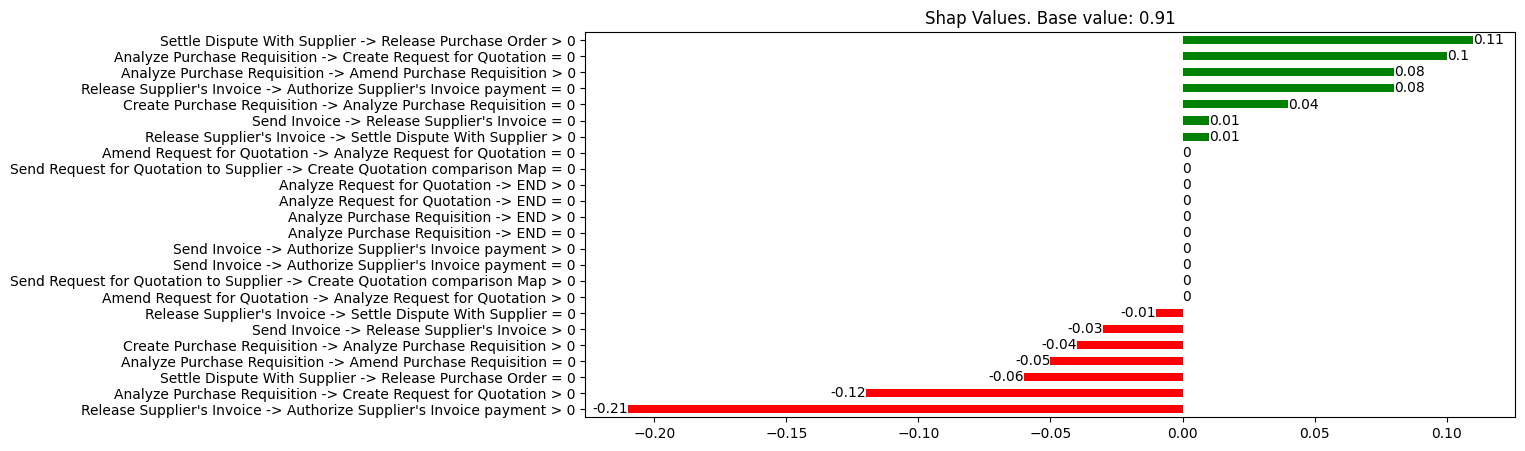 Shap Values. Base value: 0.91
Settle Dispute With Supplier -> Release Purchase Order > 0 0.11
Analyze Purchase Requisition -> Create Request for Quotation = 0 0.1
Analyze Purchase Requisition -> Amend Purchase Requisition > 0 0.08
Release Supplier's Invoice -> Authorize Supplier's Invoice payment = 0 0.08
Create Purchase Requisition -> Analyze Purchase Requisition = 0 0.04
Send Invoice -> Release Supplier's Invoice = 0 0.01
Release Supplier's Invoice -> Settle Dispute With Supplier > 0 0.01
Amend Request for Quotation -> Analyze Request for Quotation = 0 0
Send Request for Quotation to Supplier -> Create Quotation comparison Map = 0 0
Analyze Request for Quotation -> END > 0 0
Analyze Request for Quotation -> END = 0 0
Analyze Purchase Requisition -> END > 0 0
Analyze Purchase Requisition -> END = 0 0
Send Invoice -> Authorize Supplier's Invoice payment > 0 0
Send Invoice -> Authorize Supplier's Invoice payment = 0 0
Send Request for Quotation to Supplier -> Create Quotation comparison Map > 0 0
Amend Request for Quotation -> Analyze Request for Quotation > 0 0
Release Supplier's Invoice -> Settle Dispute With Supplier = 0 -0.01
Send Invoice -> Release Supplier's Invoice > 0 -0.03
Create Purchase Requisition -> Analyze Purchase Requisition > 0 -0.04
Analyze Purchase Requisition -> Amend Purchase Requisition = 0 -0.05
Settle Dispute With Supplier -> Release Purchase Order = 0 -0.06
Analyze Purchase Requisition -> Create Request for Quotation > 0 -0.12
Release Supplier's Invoice -> Authorize Supplier's Invoice payment > 0 -0.21
−0.20 −0.15 −0.10 −0.05 0.00 0.05 0.10